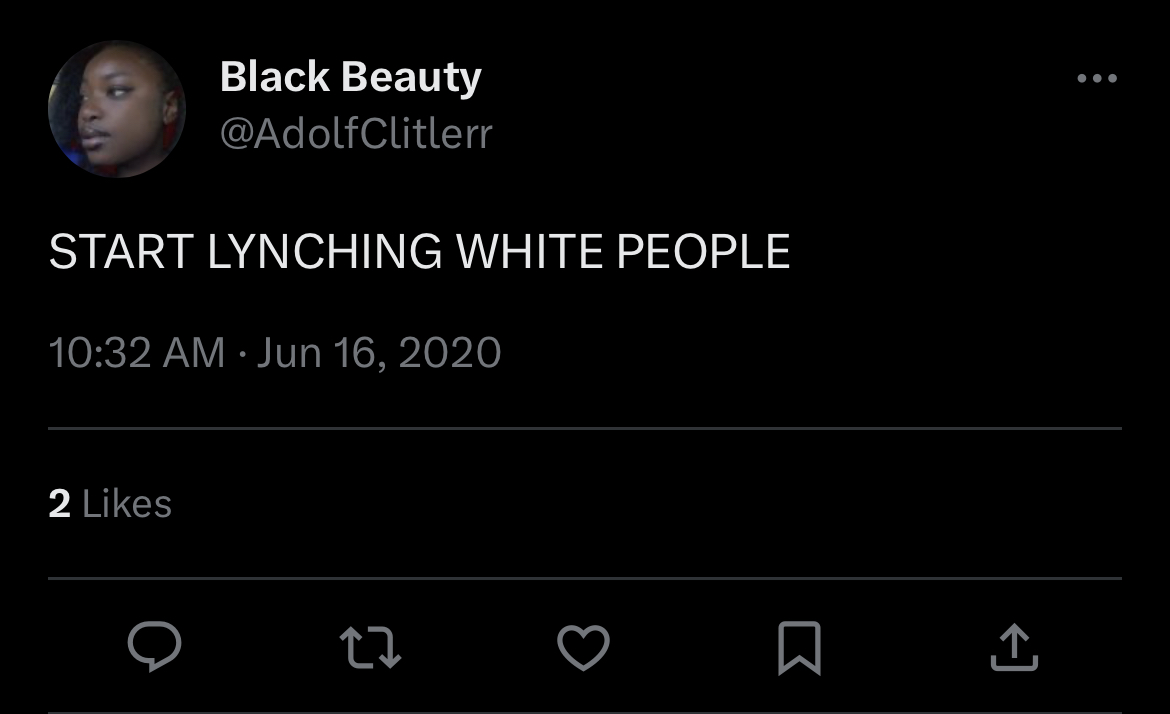 Black Beauty
@AdolfClitlerr
START LYNCHING WHITE PEOPLE
10:32 AM · Jun 16, 2020
2 Likes